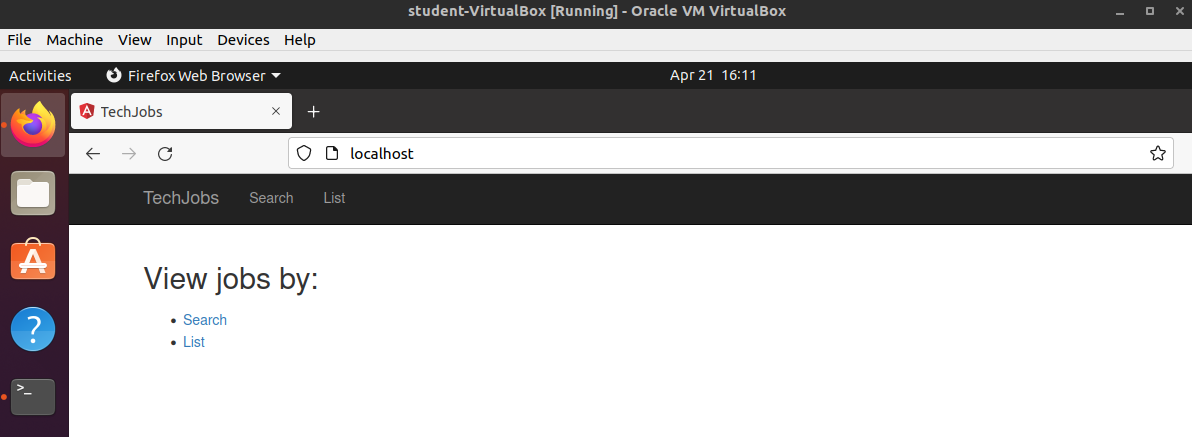 student-VirtualBox [Running] - Oracle VM VirtualBox
File Machine View Input Devices Help
Activities Firefox Web Browser Apr 21 16:11
TechJobs
localhost
TechJobs Search List
View jobs by:
• Search
• List